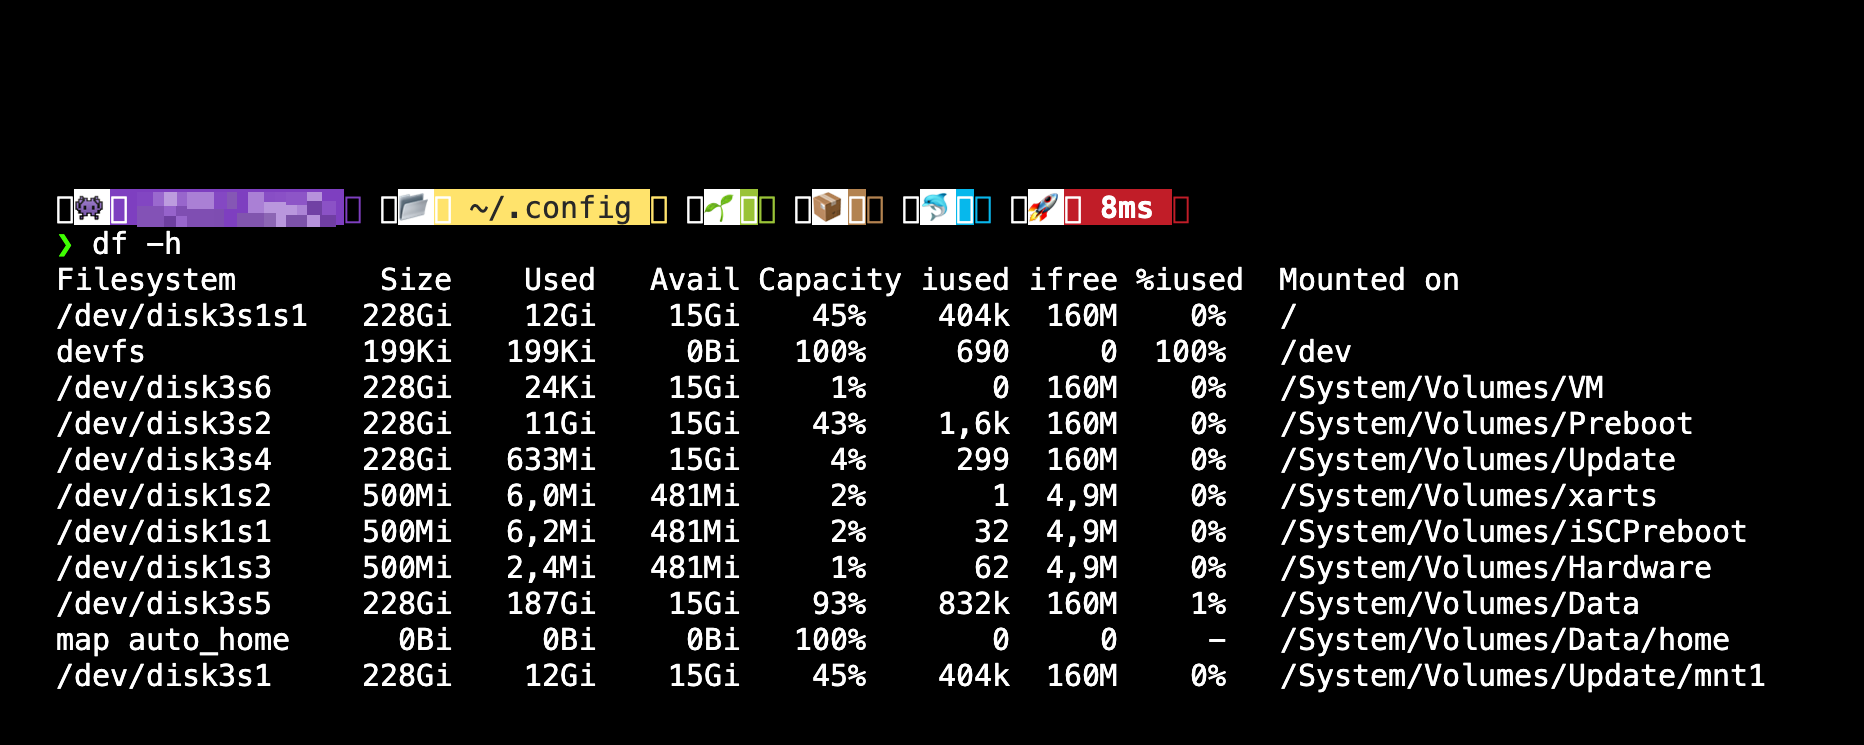 ~/.config 8ms
❯ df -h
Filesystem Size Used Avail Capacity iused ifree %iused Mounted on
/dev/disk3s1s1 228Gi 12Gi 15Gi 45% 404k 160M 0% /
devfs 199Ki 199Ki 0Bi 100% 690 0 100% /dev
/dev/disk3s6 228Gi 24Ki 15Gi 1% 0 160M 0% /System/Volumes/VM
/dev/disk3s2 228Gi 11Gi 15Gi 43% 1,6k 160M 0% /System/Volumes/Preboot
/dev/disk3s4 228Gi 633Mi 15Gi 4% 299 160M 0% /System/Volumes/Update
/dev/disk1s2 500Mi 6,0Mi 481Mi 2% 1 4,9M 0% /System/Volumes/xarts
/dev/disk1s1 500Mi 6,2Mi 481Mi 2% 32 4,9M 0% /System/Volumes/iSCPreboot
/dev/disk1s3 500Mi 2,4Mi 481Mi 1% 62 4,9M 0% /System/Volumes/Hardware
/dev/disk3s5 228Gi 187Gi 15Gi 93% 832k 160M 1% /System/Volumes/Data
map auto_home 0Bi 0Bi 0Bi 100% 0 0 - /System/Volumes/Data/home
/dev/disk3s1 228Gi 12Gi 15Gi 45% 404k 160M 0% /System/Volumes/Update/mnt1